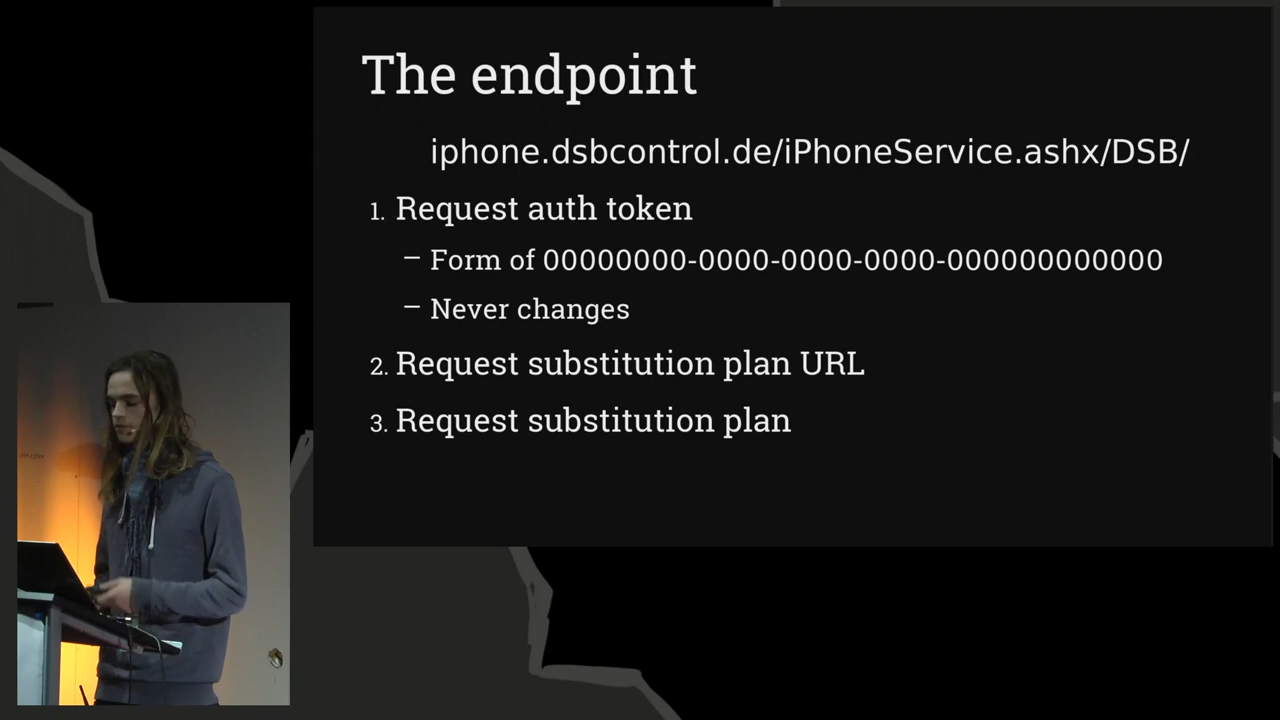 The endpoint
iphone.dsbcontrol.de/iPhoneService.ashx/DSB/
1. Request auth token
– Form of 00000000-0000-0000-0000-000000000000
– Never changes
2. Request substitution plan URL
3. Request substitution plan